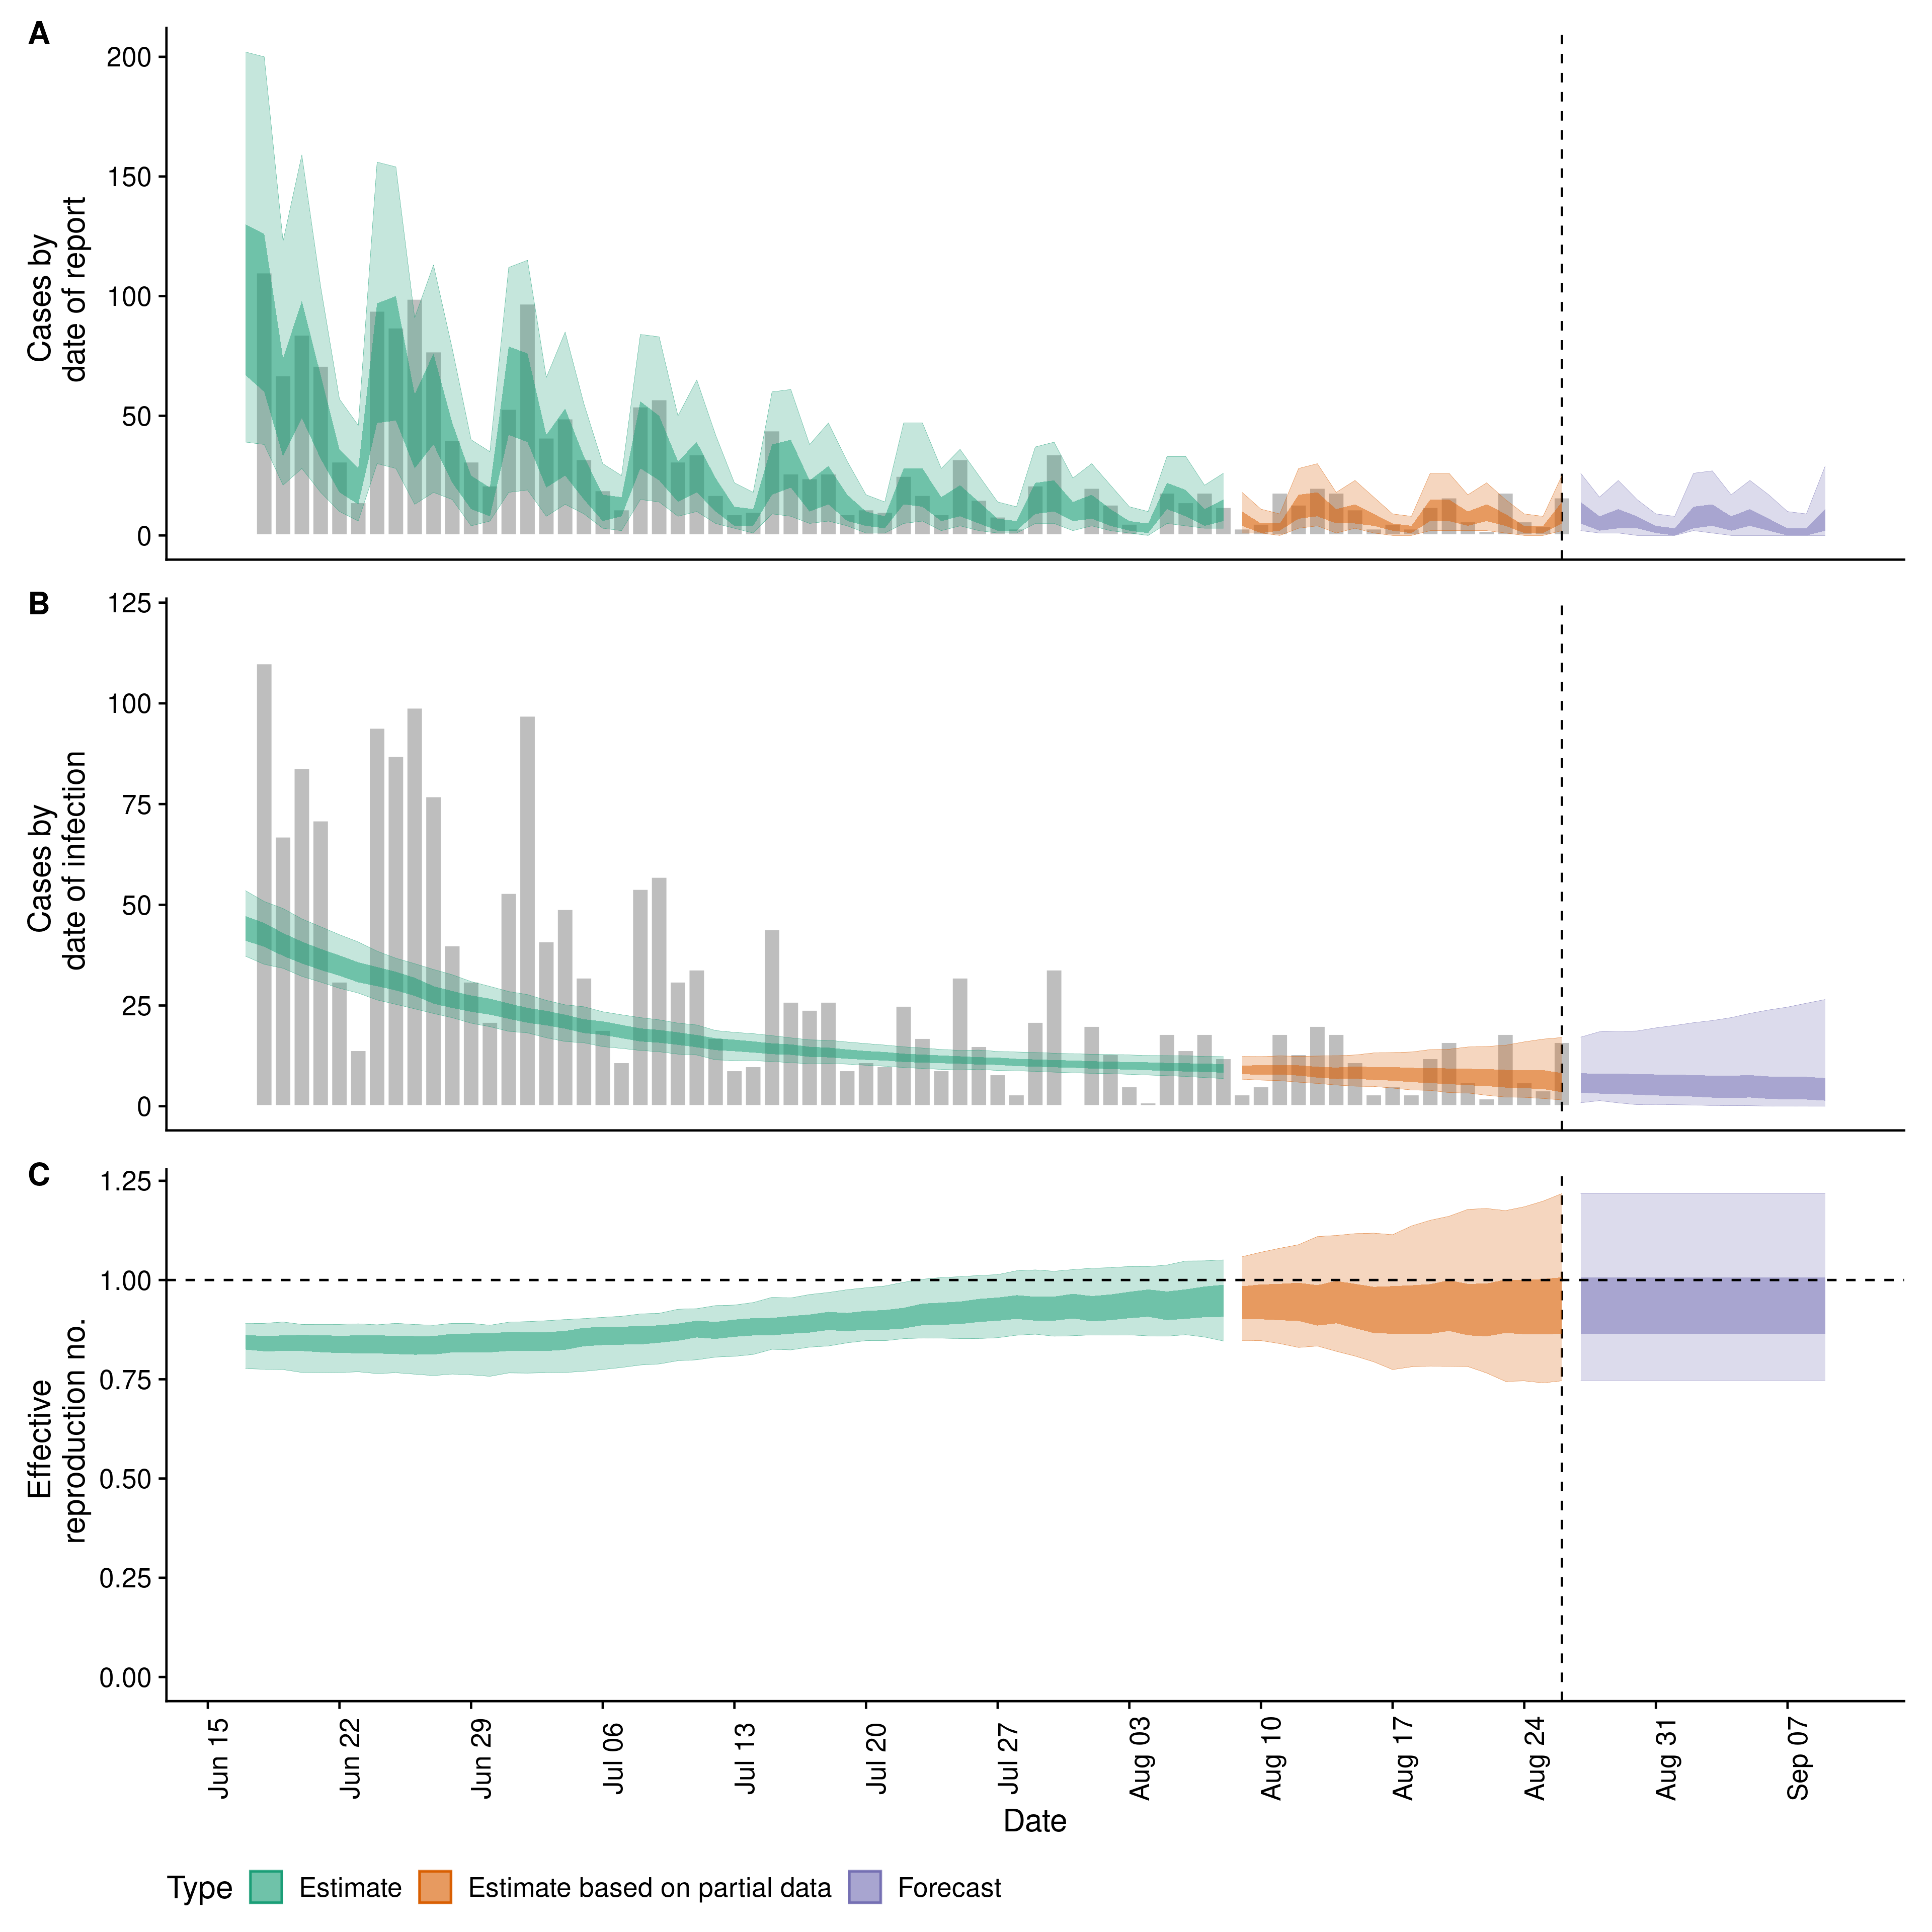 A
Cases by
date of report
200
150
100
50
0
B
Cases by
date of infection
125
100
75
50
25
0
C
Effective
reproduction no.
1.25
1.00
0.75
0.50
0.25
0.00
Jun 15
Jun 22
Jun 29
Jul 06
Jul 13
Jul 20
Jul 27
Aug 03
Aug 10
Aug 17
Aug 24
Aug 31
Sep 07
Date
Type Estimate Estimate based on partial data Forecast